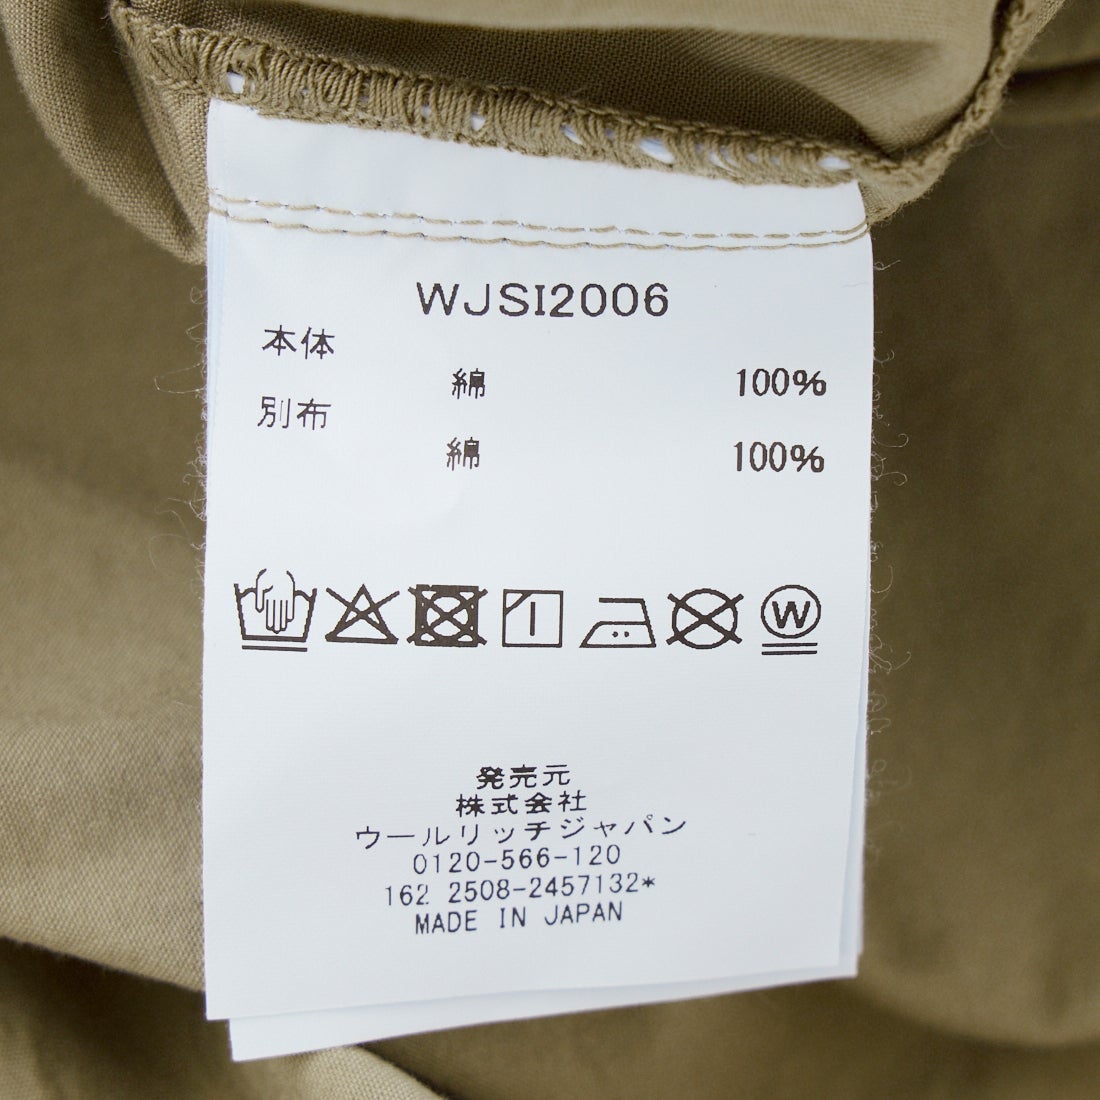 WJSI2006
本体
綿 100%
別布
綿 100%
W
発売元
株式会社
ウールリッチジャパン
0120-566-120
162 2508-2457132*
MADE IN JAPAN